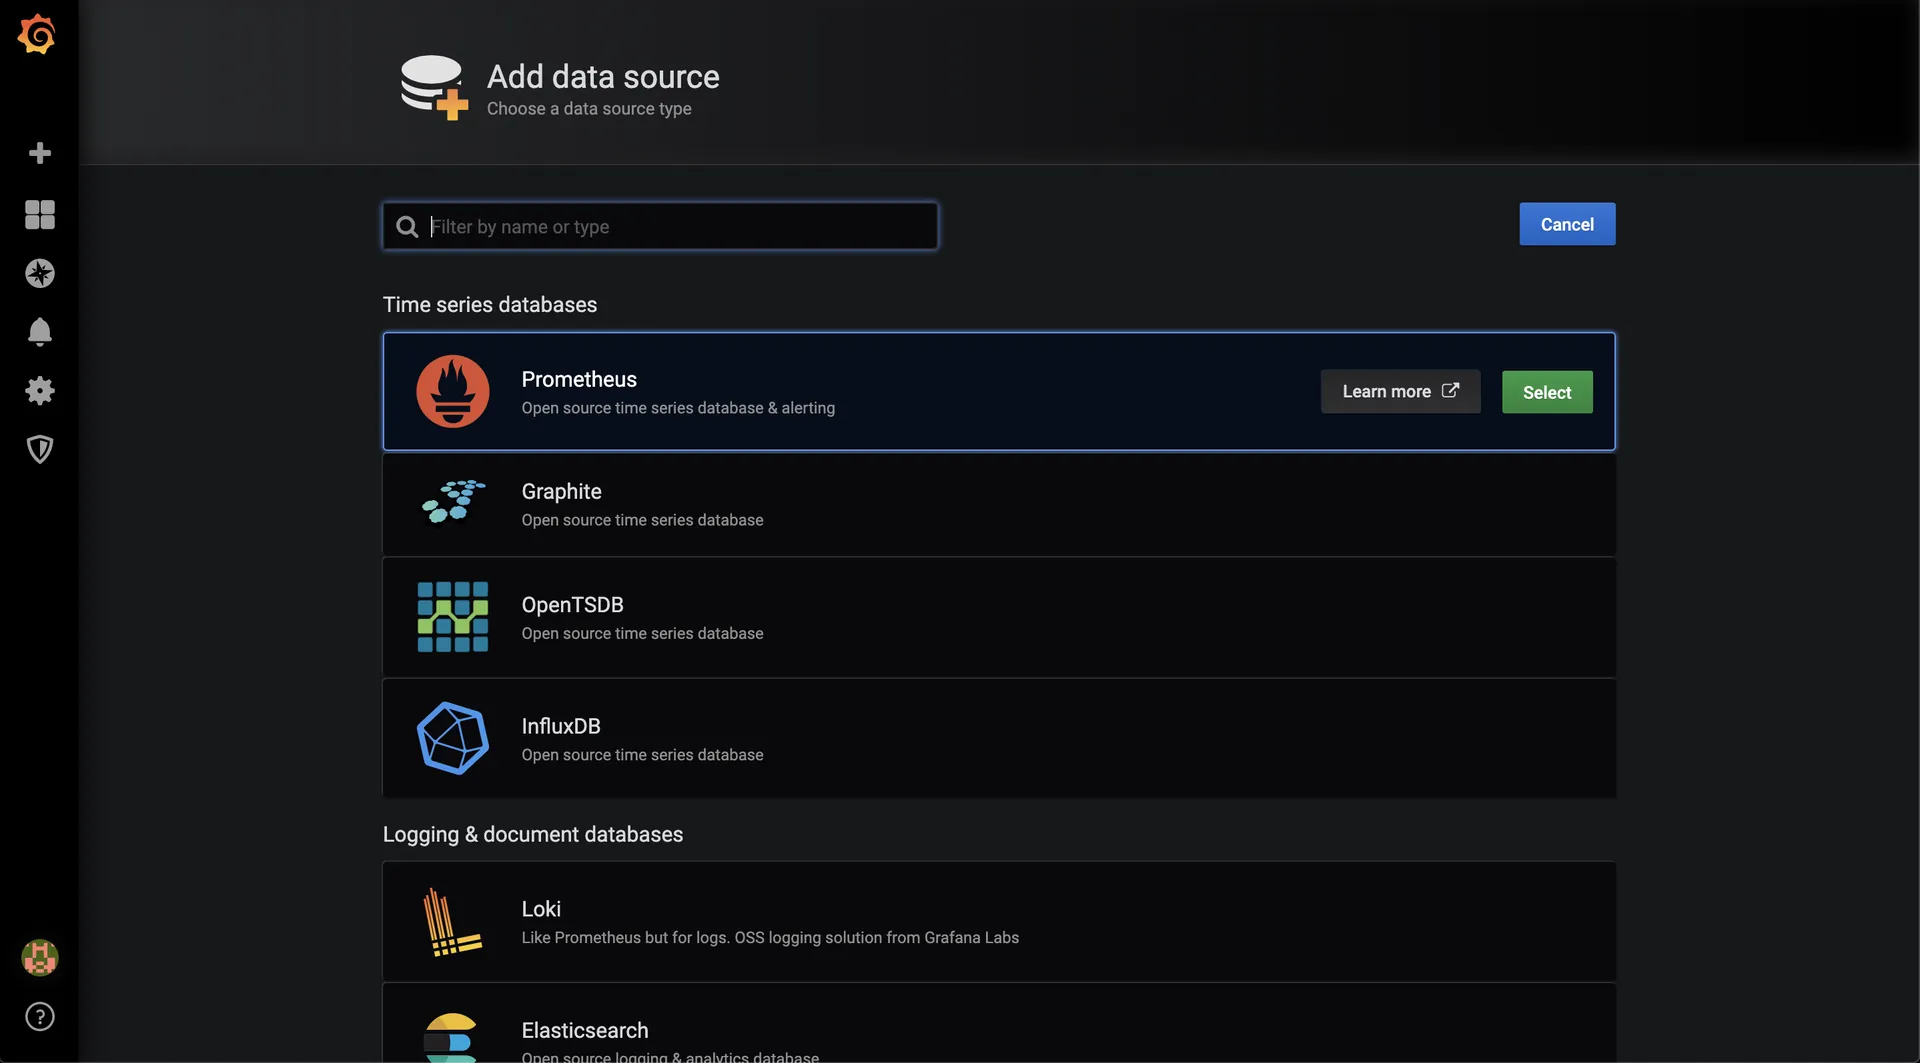 Add data source
Choose a data source type
Filter by name or type
Cancel
Time series databases
Prometheus
Open source time series database & alerting
Learn more
Select
Graphite
Open source time series database
OpenTSDB
Open source time series database
InfluxDB
Open source time series database
Logging & document databases
Loki
Like Prometheus but for logs. OSS logging solution from Grafana Labs
Elasticsearch
Open source logging & analytics database
?